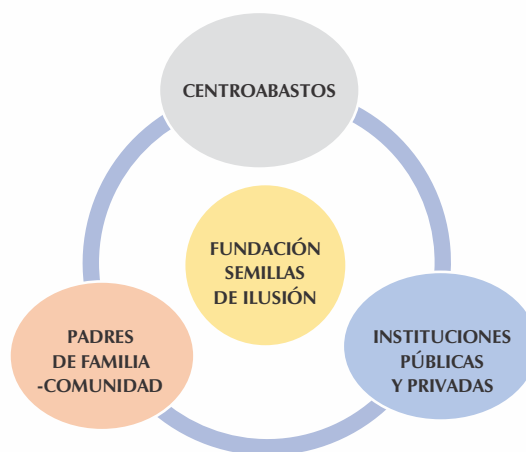 CENTROABASTOS
FUNDACIÓN
SEMILLAS
DE ILUSIÓN
PADRES
DE FAMILIA
-COMUNIDAD
INSTITUCIONES
PÚBLICAS
Y PRIVADAS